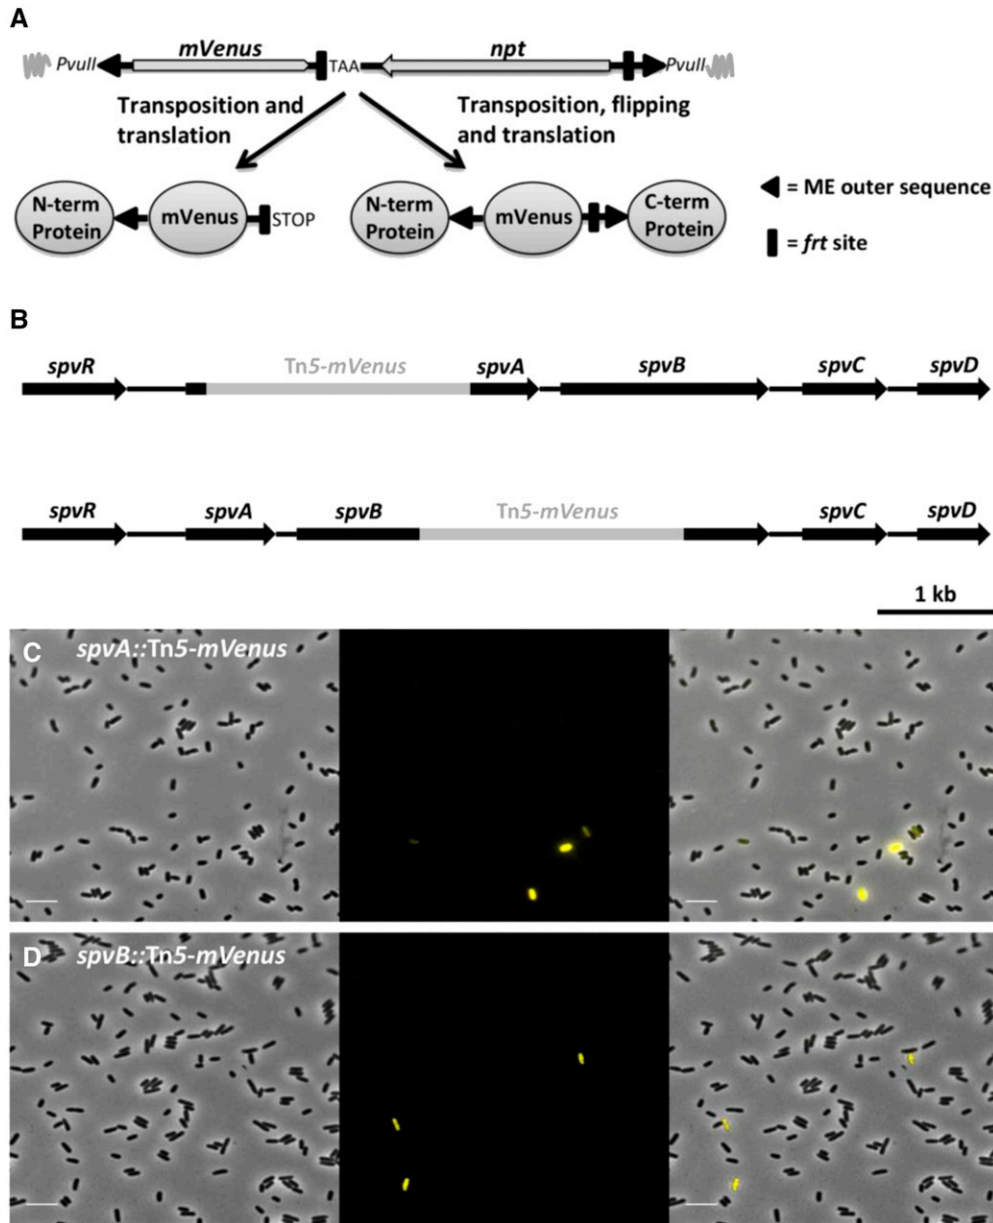 A
PvuII mVenus TAA npt PvuII
Transposition and
translation
Transposition, flipping
and translation
N-term
Protein
mVenus
STOP
N-term
Protein
mVenus
C-term
Protein
= ME outer sequence
= frt site
B
spvR Tn5-mVenus spvA spvB spvC spvD
spvR spvA spvB Tn5-mVenus spvC spvD
1 kb
C spvA::Tn5-mVenus
D spvB::Tn5-mVenus